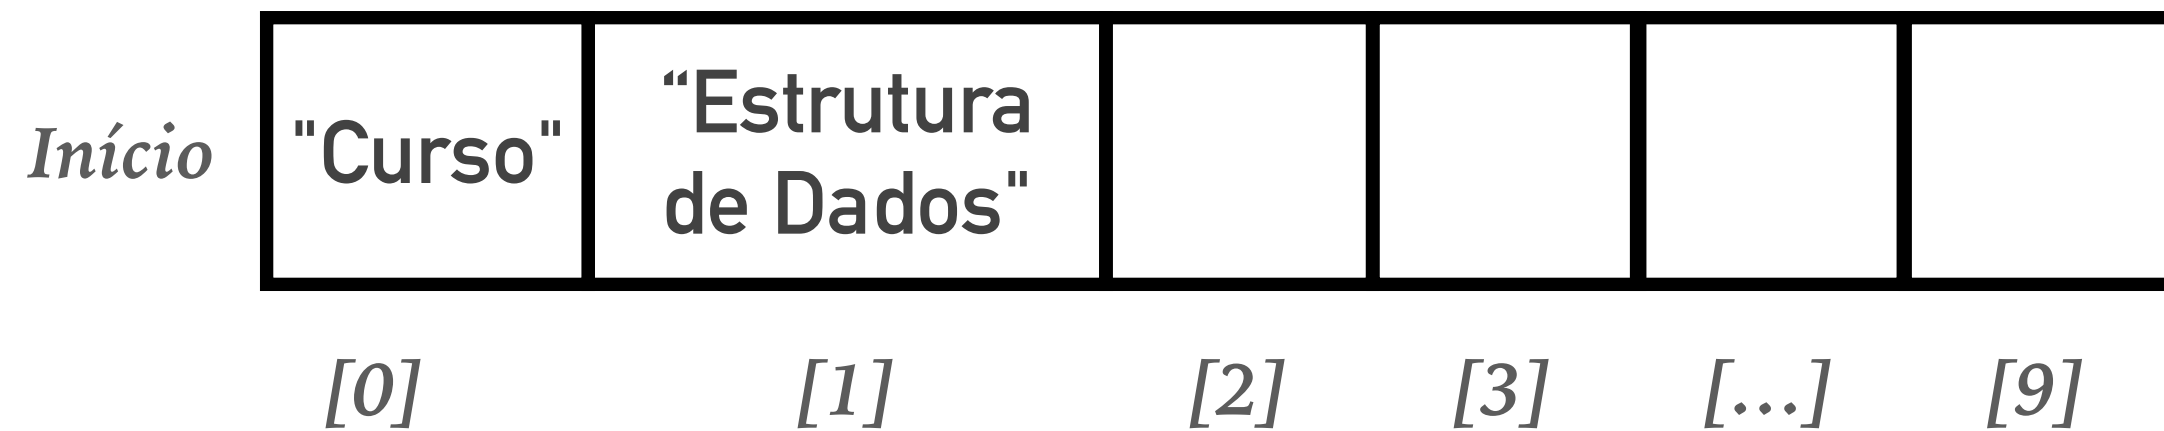 Início
"Curso"
“Estrutura
de Dados"
[0] [1] [2] [3] [...] [9]